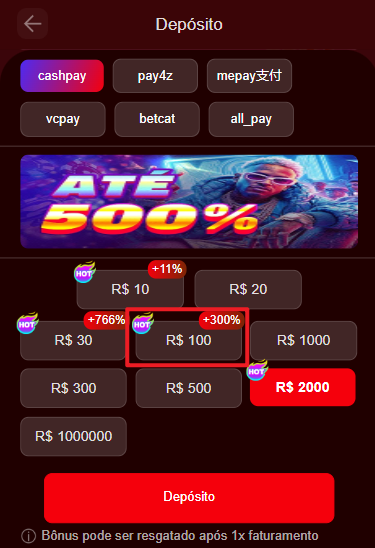 Depósito
cashpay pay4z mepay支付
vcpay betcat all_pay
ATÉ
500%
HOT +11%
R$ 10 R$ 20
HOT +766% HOT +300%
R$ 30 R$ 100 R$ 1000
HOT
R$ 300 R$ 500 R$ 2000
R$ 1000000
Depósito
Bônus pode ser resgatado após 1x faturamento